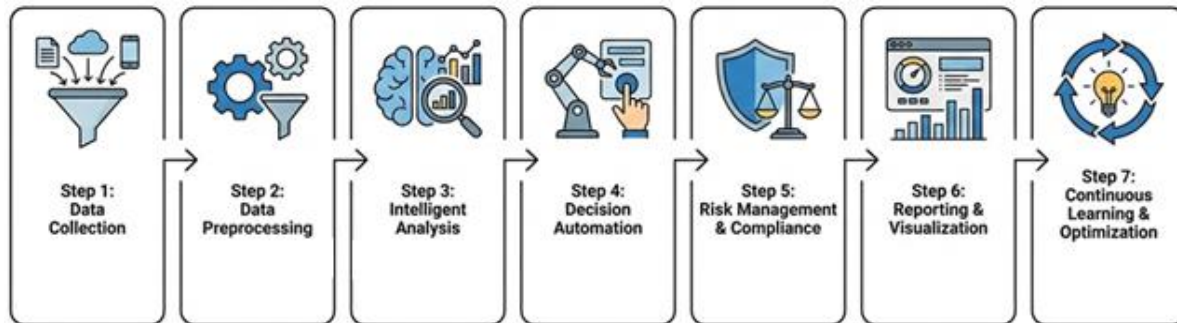 Step 1:
Data
Collection
Step 2:
Data
Preprocessing
Step 3:
Intelligent
Analysis
Step 4:
Decision
Automation
Step 5:
Risk Management
& Compliance
Step 6:
Reporting &
Visualization
Step 7:
Continuous
Learning &
Optimization